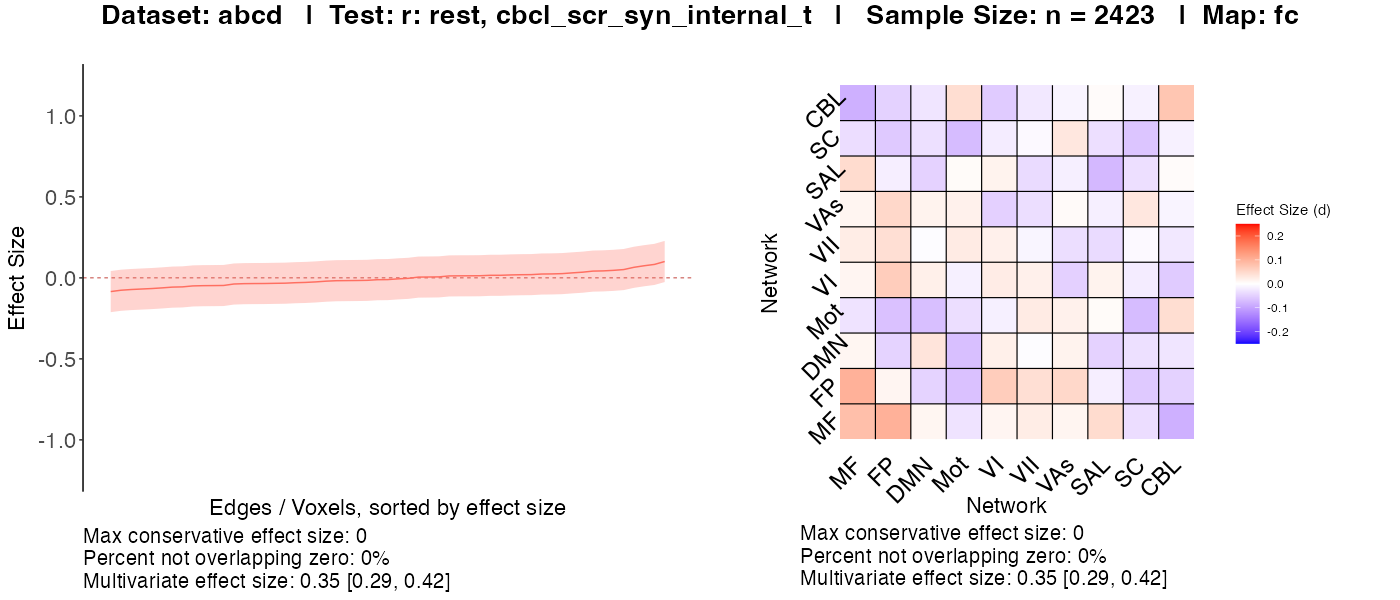 Dataset: abcd | Test: r: rest, cbcl_scr_syn_internal_t | Sample Size: n = 2423 | Map: fc
Effect Size
1.0
0.5
0.0
-0.5
-1.0
Edges / Voxels, sorted by effect size
Max conservative effect size: 0
Percent not overlapping zero: 0%
Multivariate effect size: 0.35 [0.29, 0.42]
Network
CBL
SC
SAL
VAs
VII
VI
Mot
DMN
FP
MF
MF
FP
DMN
Mot
VI
VII
VAs
SAL
SC
CBL
Network
Max conservative effect size: 0
Percent not overlapping zero: 0%
Multivariate effect size: 0.35 [0.29, 0.42]
Effect Size (d)
0.2
0.1
0.0
-0.1
-0.2